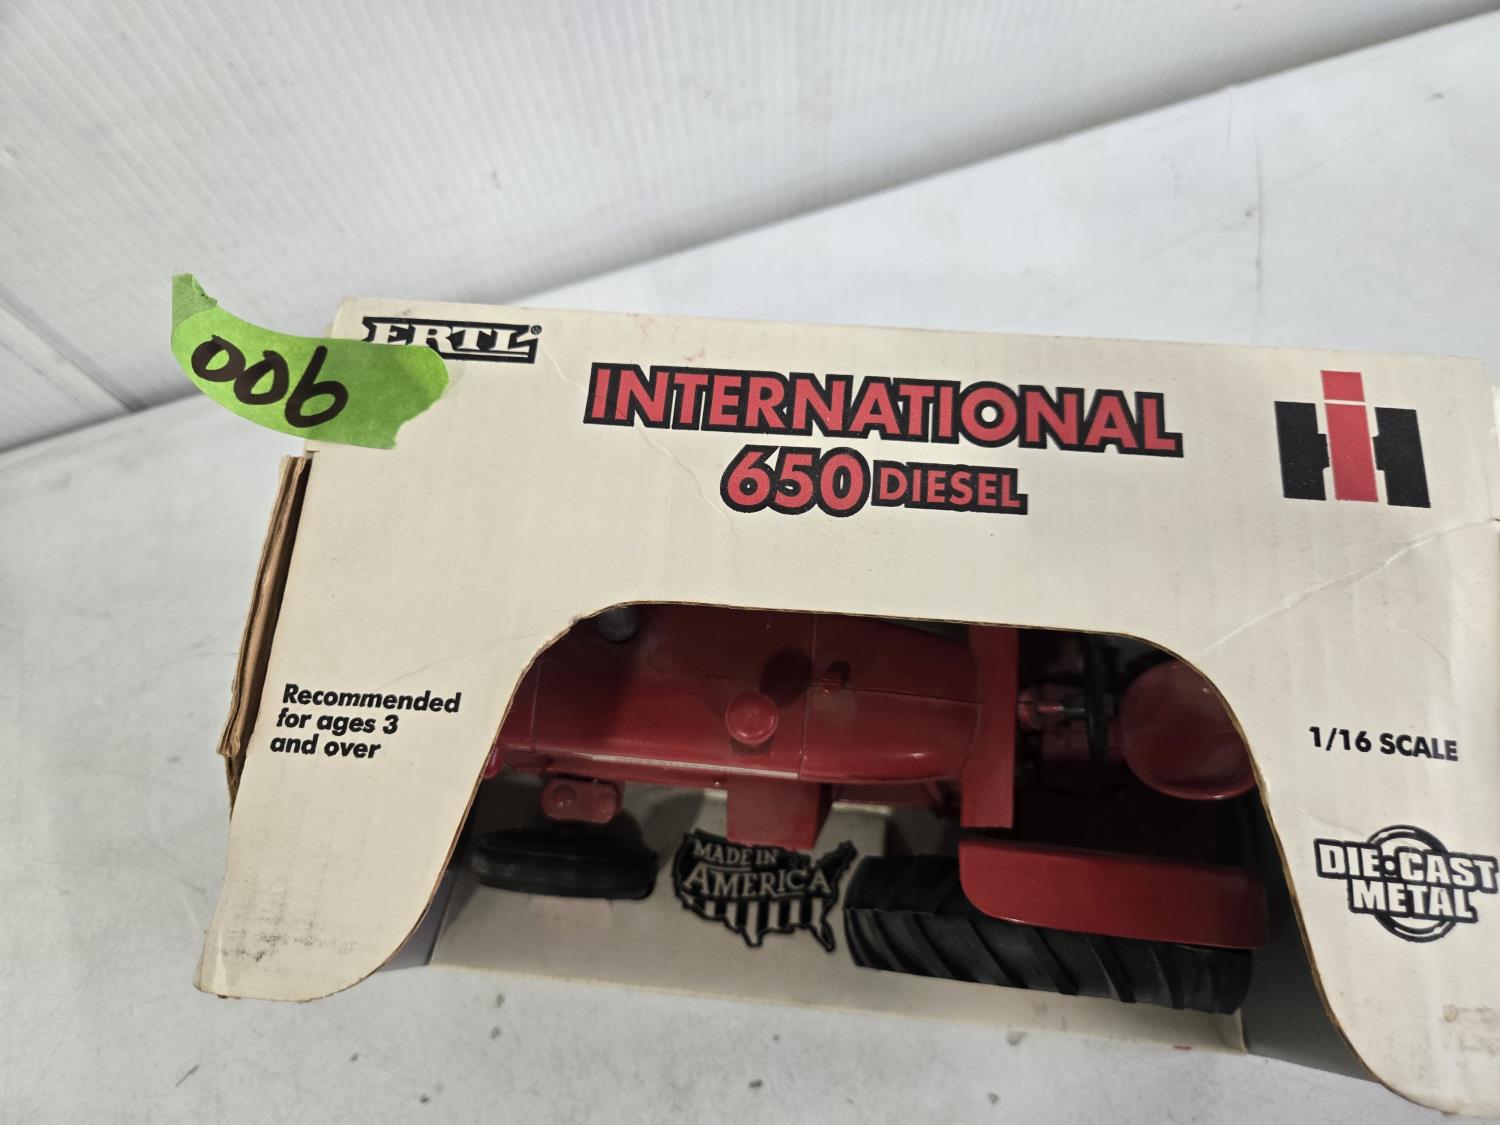 ERTL®
006
INTERNATIONAL
650 DIESEL
IH
Recommended
for ages 3
and over
1/16 SCALE
DIE•CAST
METAL
MADE IN
AMERICA